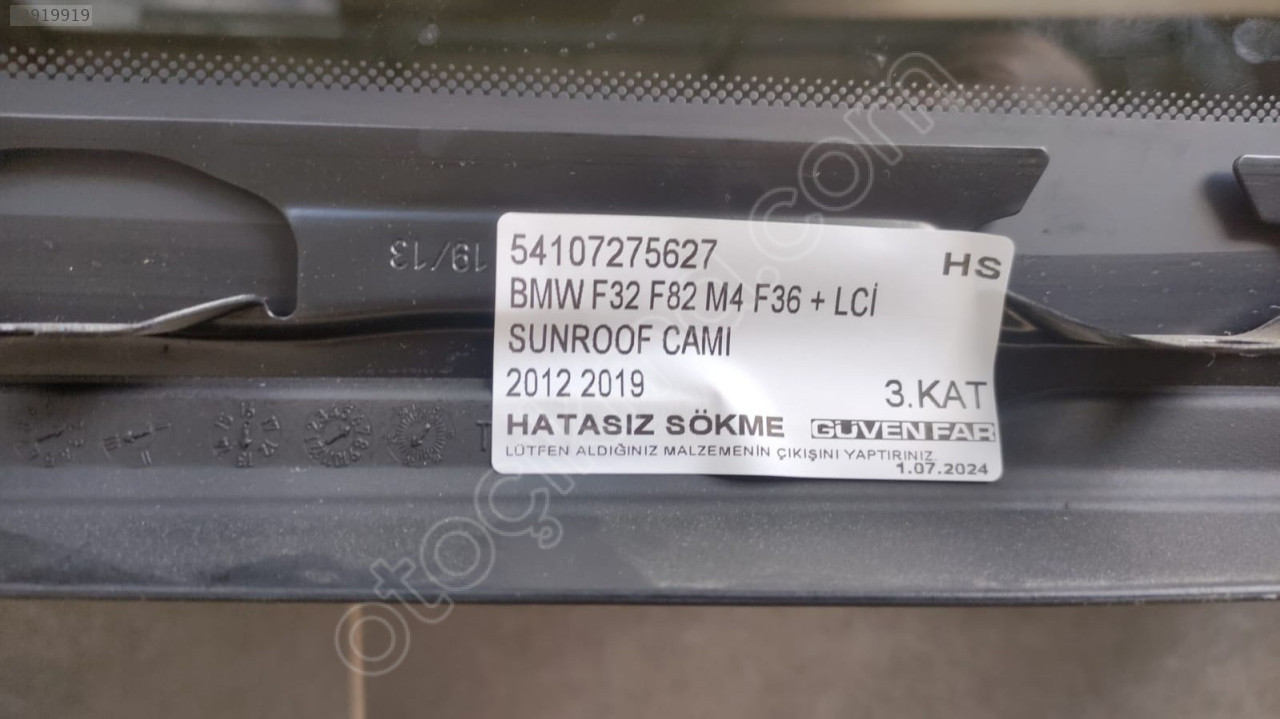 919919
19/13
54107275627
HS
BMW F32 F82 M4 F36 + LCİ
SUNROOF CAMI
2012 2019
3.KAT
HATASIZ SÖKME GÜVEN FAR
LÜTFEN ALDIĞINIZ MALZEMENİN ÇIKIŞINI YAPTIRINIZ
1.07.2024